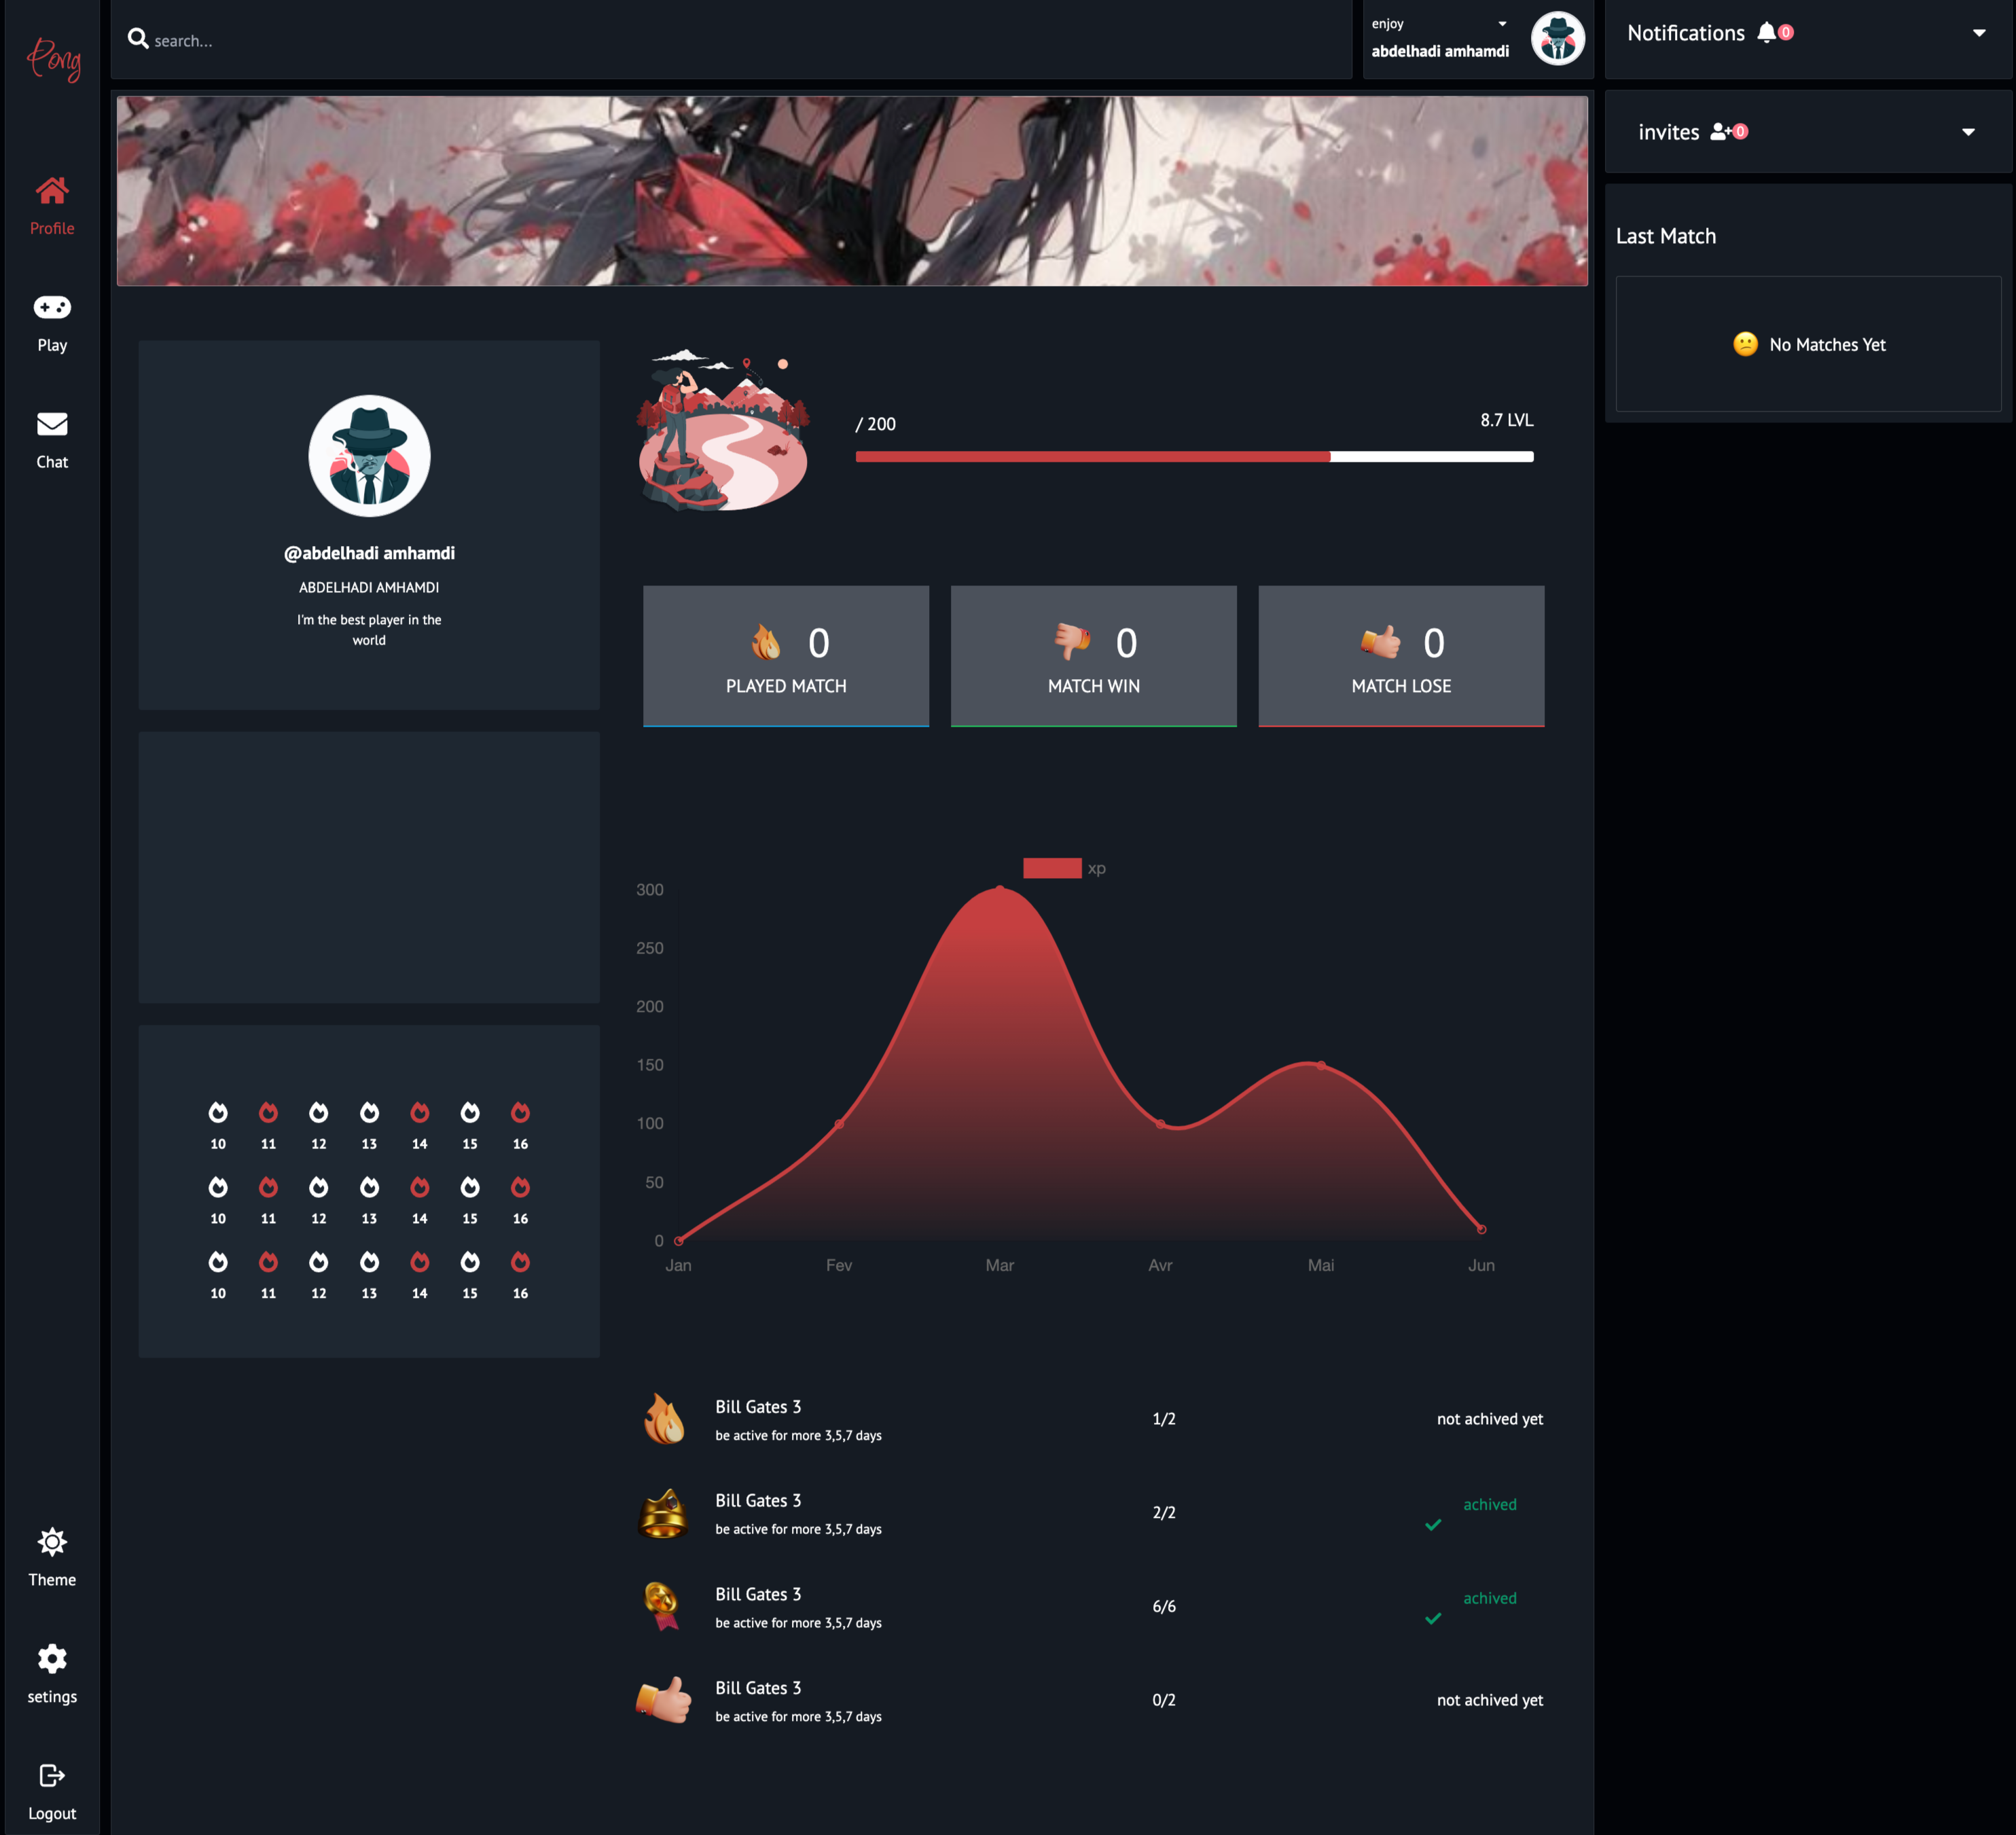 Pong
Profile
Play
Chat
Theme
setings
Logout
search...
enjoy
abdelhadi amhamdi
Notifications 0
invites 0
Last Match
No Matches Yet
@abdelhadi amhamdi
ABDELHADI AMHAMDI
I'm the best player in the
world
/ 200
8.7 LVL
0
PLAYED MATCH
0
MATCH WIN
0
MATCH LOSE
10 11 12 13 14 15 16
10 11 12 13 14 15 16
10 11 12 13 14 15 16
xp
300
250
200
150
100
50
0
Jan Fev Mar Avr Mai Jun
Bill Gates 3
be active for more 3,5,7 days
1/2
not achived yet
Bill Gates 3
be active for more 3,5,7 days
2/2
achived
Bill Gates 3
be active for more 3,5,7 days
6/6
achived
Bill Gates 3
be active for more 3,5,7 days
0/2
not achived yet